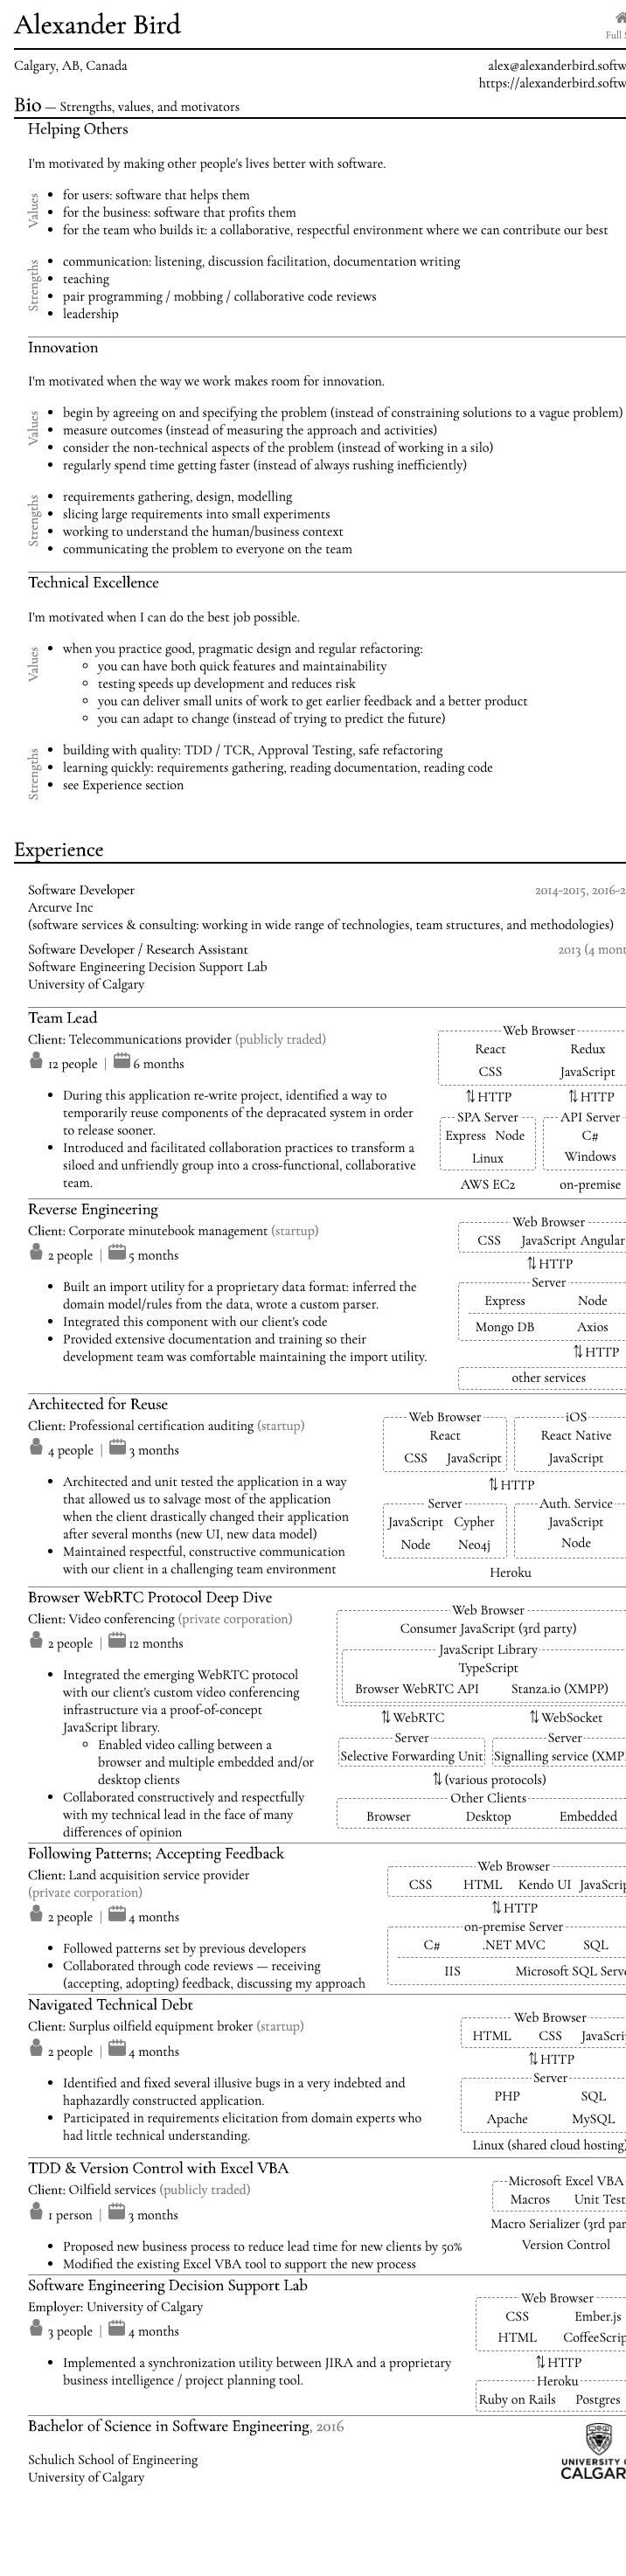 Alexander Bird
Full S
Calgary, AB, Canada
alex@alexanderbird.softw
https://alexanderbird.softw
Bio — Strengths, values, and motivators
Helping Others
I'm motivated by making other people's lives better with software.
Values
• for users: software that helps them
• for the business: software that profits them
• for the team who builds it: a collaborative, respectful environment where we can contribute our best
Strengths
• communication: listening, discussion facilitation, documentation writing
• teaching
• pair programming / mobbing / collaborative code reviews
• leadership
Innovation
I'm motivated when the way we work makes room for innovation.
Values
• begin by agreeing on and specifying the problem (instead of constraining solutions to a vague problem)
• measure outcomes (instead of measuring the approach and activities)
• consider the non-technical aspects of the problem (instead of working in a silo)
• regularly spend time getting faster (instead of always rushing inefficiently)
Strengths
• requirements gathering, design, modelling
• slicing large requirements into small experiments
• working to understand the human/business context
• communicating the problem to everyone on the team
Technical Excellence
I'm motivated when I can do the best job possible.
Values
• when you practice good, pragmatic design and regular refactoring:
◦ you can have both quick features and maintainability
◦ testing speeds up development and reduces risk
◦ you can deliver small units of work to get earlier feedback and a better product
◦ you can adapt to change (instead of trying to predict the future)
Strengths
• building with quality: TDD / TCR, Approval Testing, safe refactoring
• learning quickly: requirements gathering, reading documentation, reading code
• see Experience section
Experience
Software Developer
2014-2015, 2016-2
Arcurve Inc
(software services & consulting: working in wide range of technologies, team structures, and methodologies)
Software Developer / Research Assistant
2013 (4 mont
Software Engineering Decision Support Lab
University of Calgary
Team Lead
Client: Telecommunications provider (publicly traded)
12 people | 6 months
• During this application re-write project, identified a way to
temporarily reuse components of the depracated system in order
to release sooner.
• Introduced and facilitated collaboration practices to transform a
siloed and unfriendly group into a cross-functional, collaborative
team.
Web Browser
React Redux
CSS JavaScript
⇅ HTTP ⇅ HTTP
SPA Server API Server
Express Node C#
Linux Windows
AWS EC2 on-premise
Reverse Engineering
Client: Corporate minutebook management (startup)
2 people | 5 months
• Built an import utility for a proprietary data format: inferred the
domain model/rules from the data, wrote a custom parser.
• Integrated this component with our client's code
• Provided extensive documentation and training so their
development team was comfortable maintaining the import utility.
Web Browser
CSS JavaScript Angular
⇅ HTTP
Server
Express Node
Mongo DB Axios
⇅ HTTP
other services
Architected for Reuse
Client: Professional certification auditing (startup)
4 people | 3 months
• Architected and unit tested the application in a way
that allowed us to salvage most of the application
when the client drastically changed their application
after several months (new UI, new data model)
• Maintained respectful, constructive communication
with our client in a challenging team environment
Web Browser iOS
React React Native
CSS JavaScript JavaScript
⇅ HTTP
Server Auth. Service
JavaScript Cypher JavaScript
Node Neo4j Node
Heroku
Browser WebRTC Protocol Deep Dive
Client: Video conferencing (private corporation)
2 people | 12 months
• Integrated the emerging WebRTC protocol
with our client's custom video conferencing
infrastructure via a proof-of-concept
JavaScript library.
◦ Enabled video calling between a
browser and multiple embedded and/or
desktop clients
• Collaborated constructively and respectfully
with my technical lead in the face of many
differences of opinion
Web Browser
Consumer JavaScript (3rd party)
JavaScript Library
TypeScript
Browser WebRTC API Stanza.io (XMPP)
⇅ WebRTC ⇅ WebSocket
Server Server
Selective Forwarding Unit Signalling service (XMP
⇅ (various protocols)
Other Clients
Browser Desktop Embedded
Following Patterns; Accepting Feedback
Client: Land acquisition service provider
(private corporation)
2 people | 4 months
• Followed patterns set by previous developers
• Collaborated through code reviews — receiving
(accepting, adopting) feedback, discussing my approach
Web Browser
CSS HTML Kendo UI JavaScrip
⇅ HTTP
on-premise Server
C# .NET MVC SQL
IIS Microsoft SQL Serve
Navigated Technical Debt
Client: Surplus oilfield equipment broker (startup)
2 people | 4 months
• Identified and fixed several illusive bugs in a very indebted and
haphazardly constructed application.
• Participated in requirements elicitation from domain experts who
had little technical understanding.
Web Browser
HTML CSS JavaScrip
⇅ HTTP
Server
PHP SQL
Apache MySQL
Linux (shared cloud hosting)
TDD & Version Control with Excel VBA
Client: Oilfield services (publicly traded)
1 person | 3 months
• Proposed new business process to reduce lead time for new clients by 50%
• Modified the existing Excel VBA tool to support the new process
Microsoft Excel VBA
Macros Unit Test
Macro Serializer (3rd par
Version Control
Software Engineering Decision Support Lab
Employer: University of Calgary
3 people | 4 months
• Implemented a synchronization utility between JIRA and a proprietary
business intelligence / project planning tool.
Web Browser
CSS Ember.js
HTML CoffeeScrip
⇅ HTTP
Heroku
Ruby on Rails Postgres
Bachelor of Science in Software Engineering, 2016
Schulich School of Engineering
University of Calgary
UNIVERSITY O
CALGAR